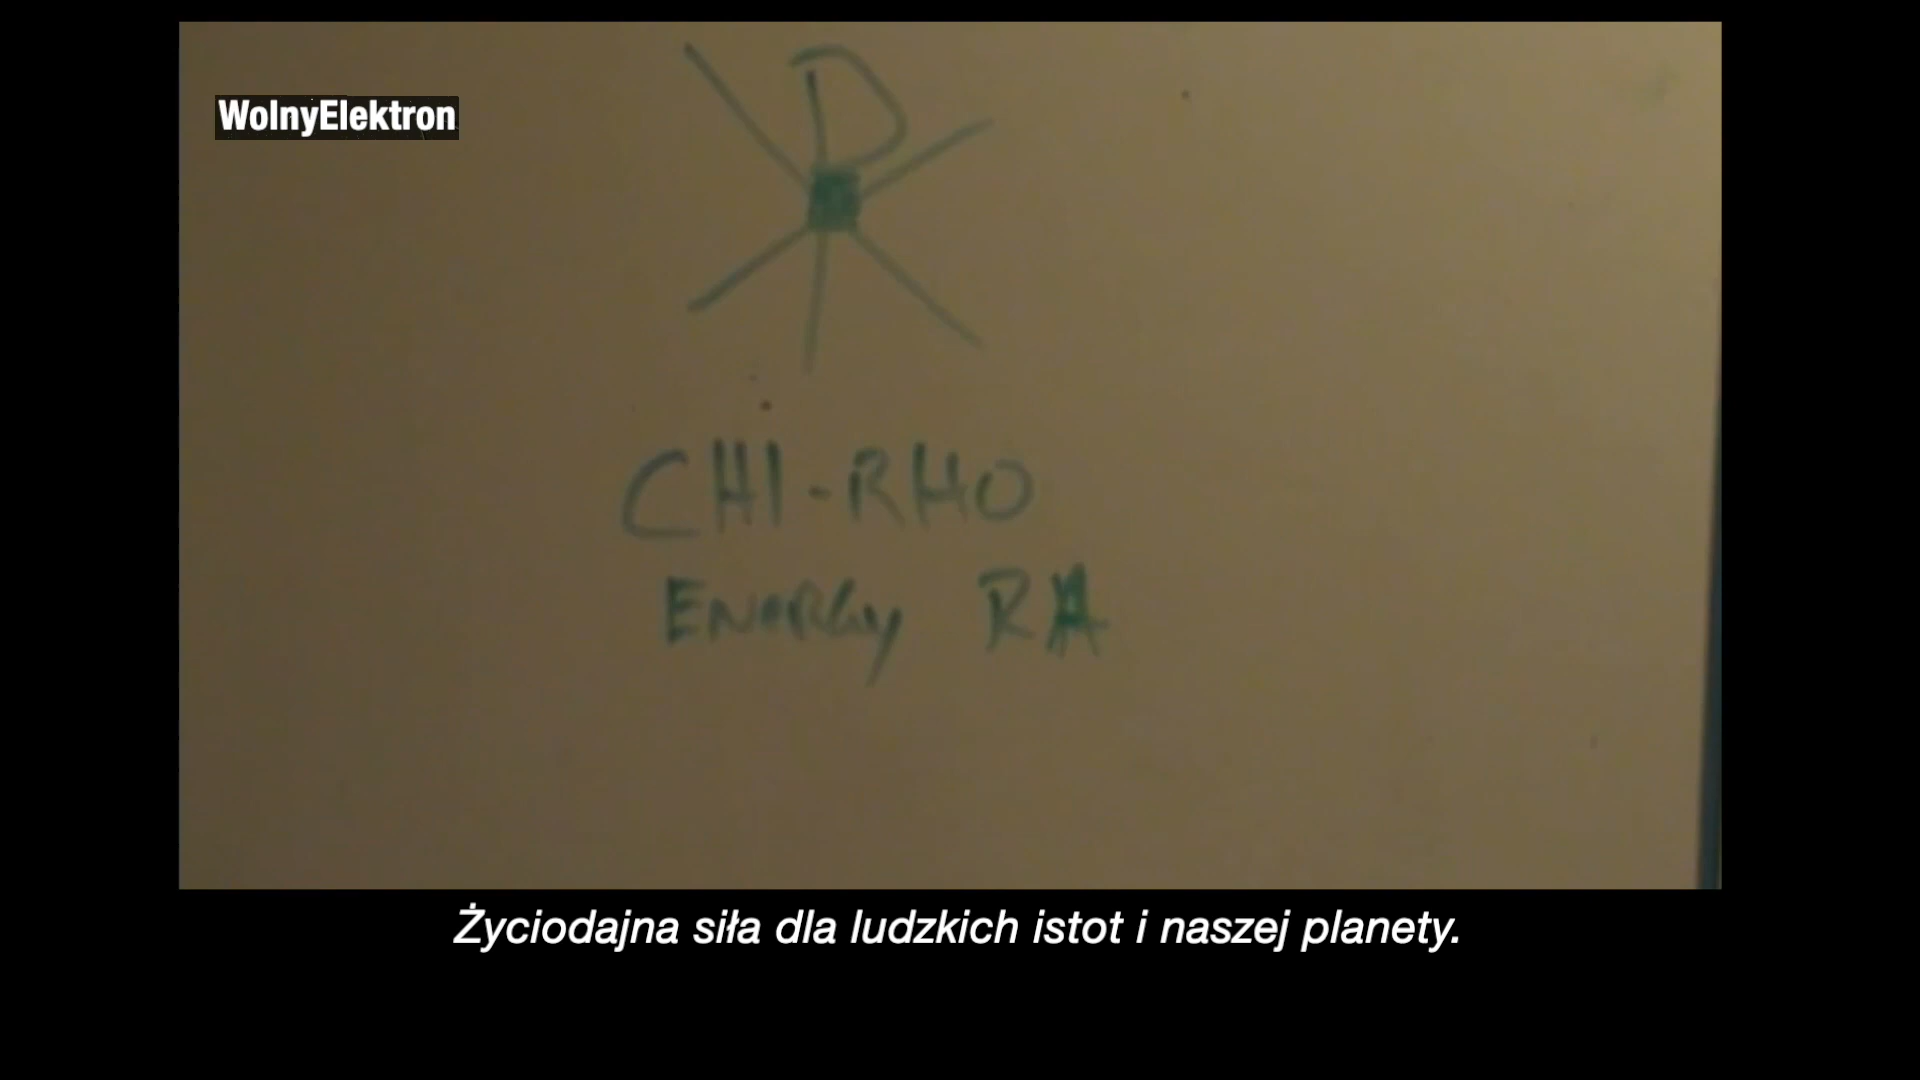 WolnyElektron
CHI-RHO
ENERGY RA
Życiodajna siła dla ludzkich istot i naszej planety.